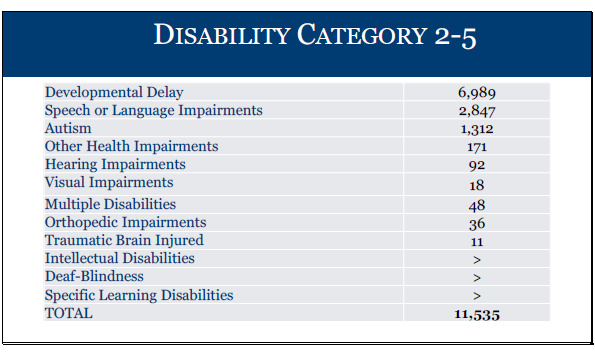 DISABILITY CATEGORY 2-5
Developmental Delay 6,989
Speech or Language Impairments 2,847
Autism 1,312
Other Health Impairments 171
Hearing Impairments 92
Visual Impairments 18
Multiple Disabilities 48
Orthopedic Impairments 36
Traumatic Brain Injured 11
Intellectual Disabilities >
Deaf-Blindness >
Specific Learning Disabilities >
TOTAL 11,535